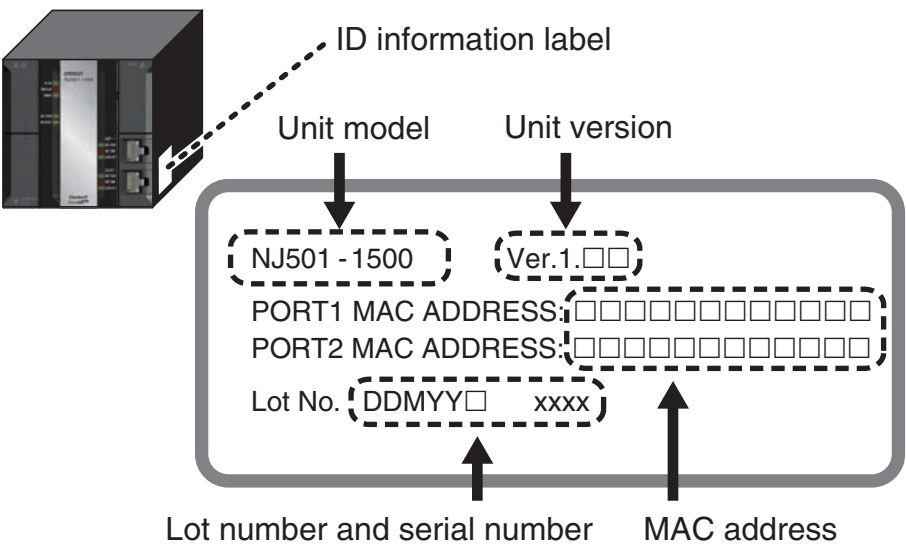 ID information label
Unit model
Unit version
NJ501-1500
Ver.1.□□
PORT1 MAC ADDRESS:□□□□□□□□□□□□
PORT2 MAC ADDRESS:□□□□□□□□□□□□
Lot No. DDMYY□ xxxx
Lot number and serial number
MAC address